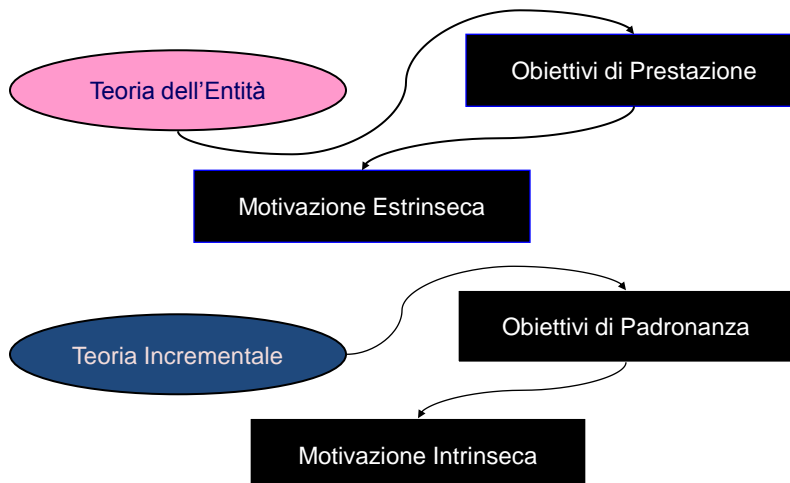 Teoria dell’Entità
Obiettivi di Prestazione
Motivazione Estrinseca
Teoria Incrementale
Obiettivi di Padronanza
Motivazione Intrinseca